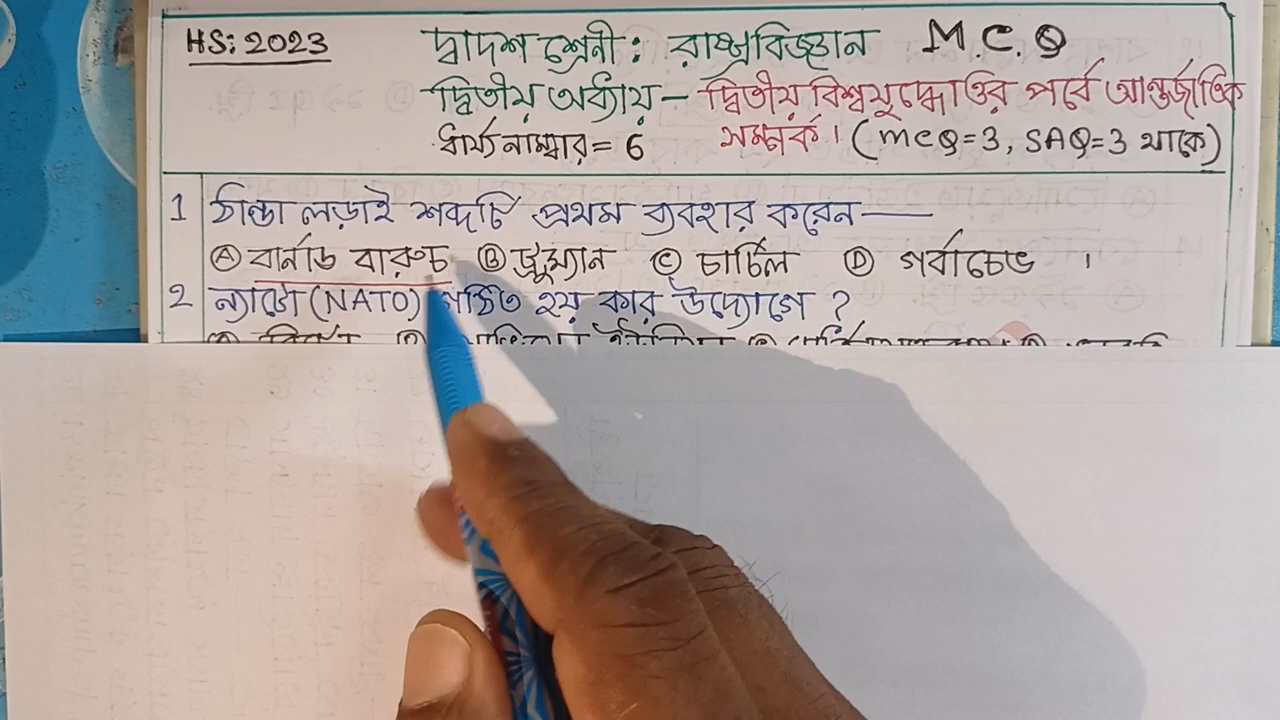 HS: 2023 দ্বাদশ শ্রেনী : রাষ্ট্রবিজ্ঞান M.C.Q
দ্বিতীয় অধ্যায় – দ্বিতীয় বিশ্বযুদ্ধোত্তির পর্বে আন্তর্জাতিক
ধার্য্য নাম্বার = 6 সম্পর্ক। (MCQ=3, SAQ=3 থাকে)
1 ঠান্ডা লড়াই শব্দটি প্রথম ব্যবহার করেন —
Ⓐ বার্নাড বারুচ Ⓑ ট্রুম্যান Ⓒ চার্চিল Ⓓ গর্বাচেভ ।
2 ন্যাটো (NATO) গঠিত হয় কার উদ্যোগে ?